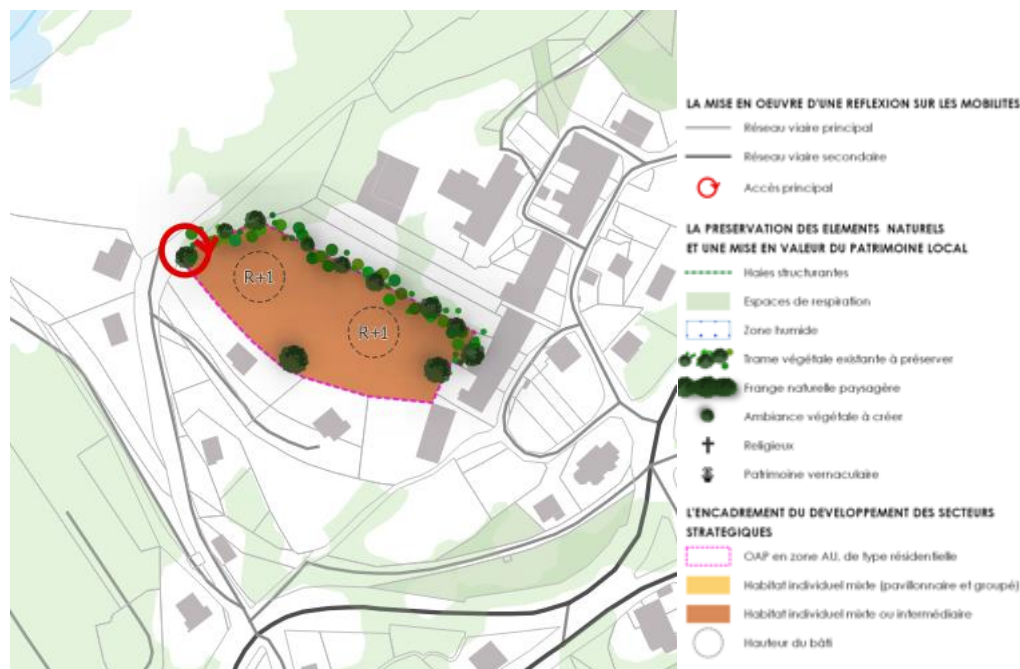 R+1
R+1
LA MISE EN OEUVRE D'UNE REFLEXION SUR LES MOBILITES
Réseau viaire principal
Réseau viaire secondaire
Accès principal
LA PRESERVATION DES ELEMENTS NATURELS
ET UNE MISE EN VALEUR DU PATRIMOINE LOCAL
Haies structurantes
Espaces de respiration
Zone humide
Trame végétale existante à préserver
Frange naturelle paysagère
Ambiance végétale à créer
Religieux
Patrimoine vernaculaire
L'ENCADREMENT DU DEVELOPPEMENT DES SECTEURS
STRATEGIQUES
OAP en zone AU, de type résidentielle
Habitat individuel mixte (pavillonnaire et groupé)
Habitat individuel mixte ou intermédiaire
Hauteur du bâti